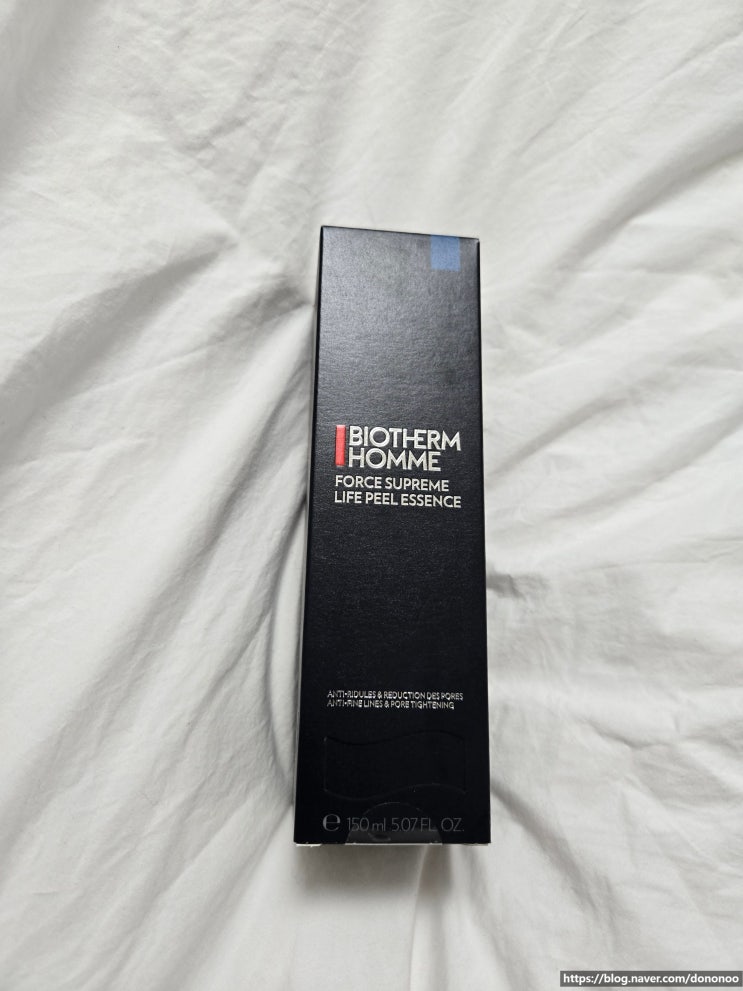 BIOTHERM
HOMME
FORCE SUPREME
LIFE PEEL ESSENCE
ANTI-RIDULES & REDUCTION DES PORES
ANTI-FINE LINES & PORE TIGHTENING
e 150 ml 5.07 FL. OZ.
https://blog.naver.com/dononoo